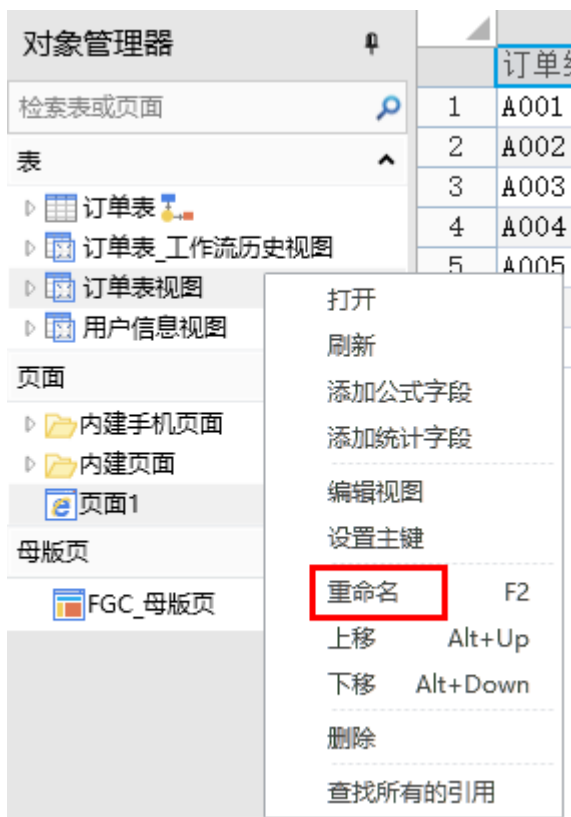 对象管理器
检索表或页面
表
订单表
订单表_工作流历史视图
订单表视图
用户信息视图
页面
内建手机页面
内建页面
页面1
母版页
FGC_母版页
订单
1 A001
2 A002
3 A003
4 A004
5 A005
打开
刷新
添加公式字段
添加统计字段
编辑视图
设置主键
重命名 F2
上移 Alt+Up
下移 Alt+Down
删除
查找所有的引用